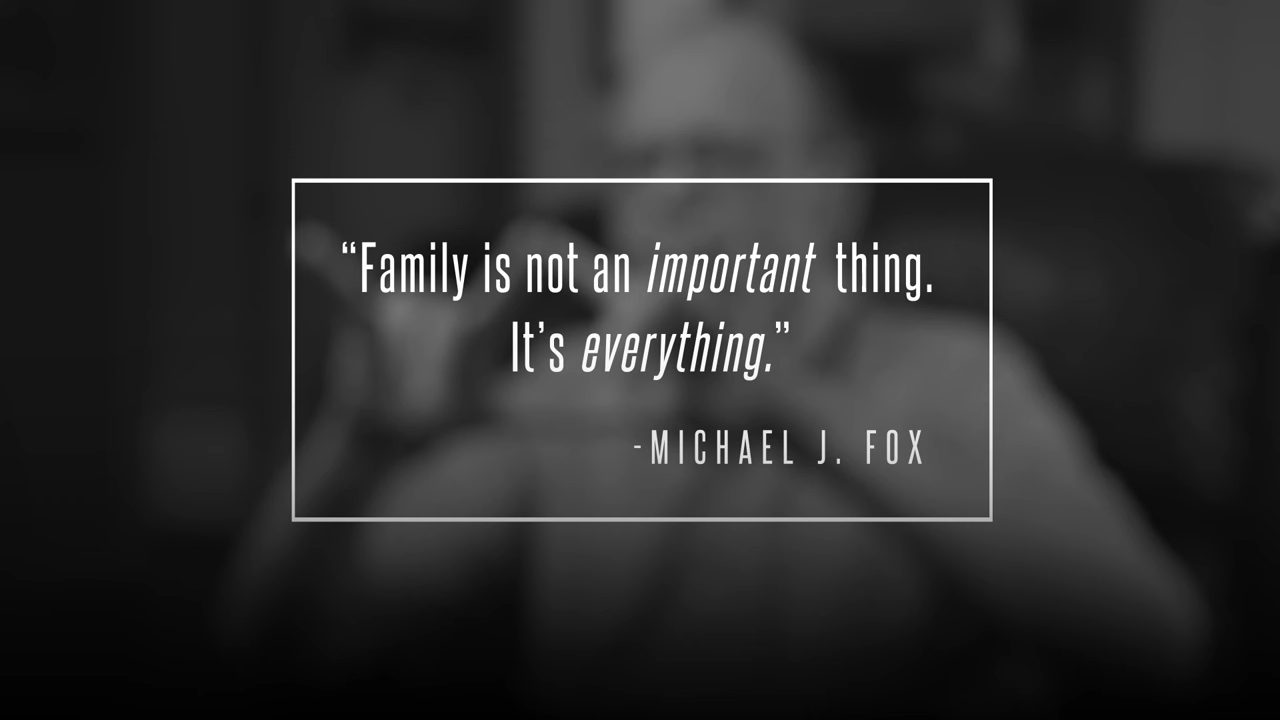 “Family is not an important thing.
It’s everything.”
-MICHAEL J. FOX